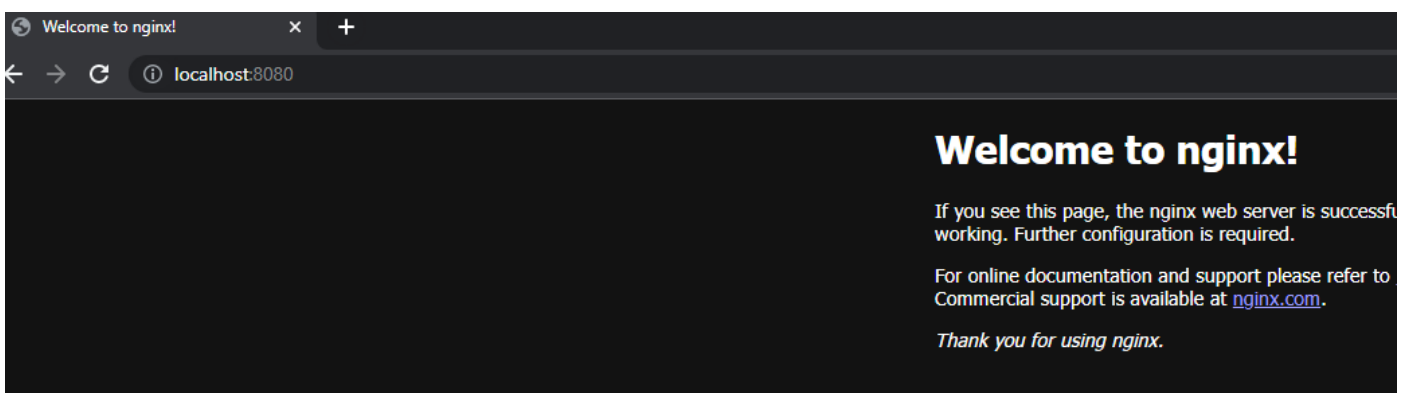 Welcome to nginx!
localhost:8080
Welcome to nginx!
If you see this page, the nginx web server is
working. Further configuration is required.
For online documentation and support please refer to
Commercial support is available at nginx.com.
Thank you for using nginx.